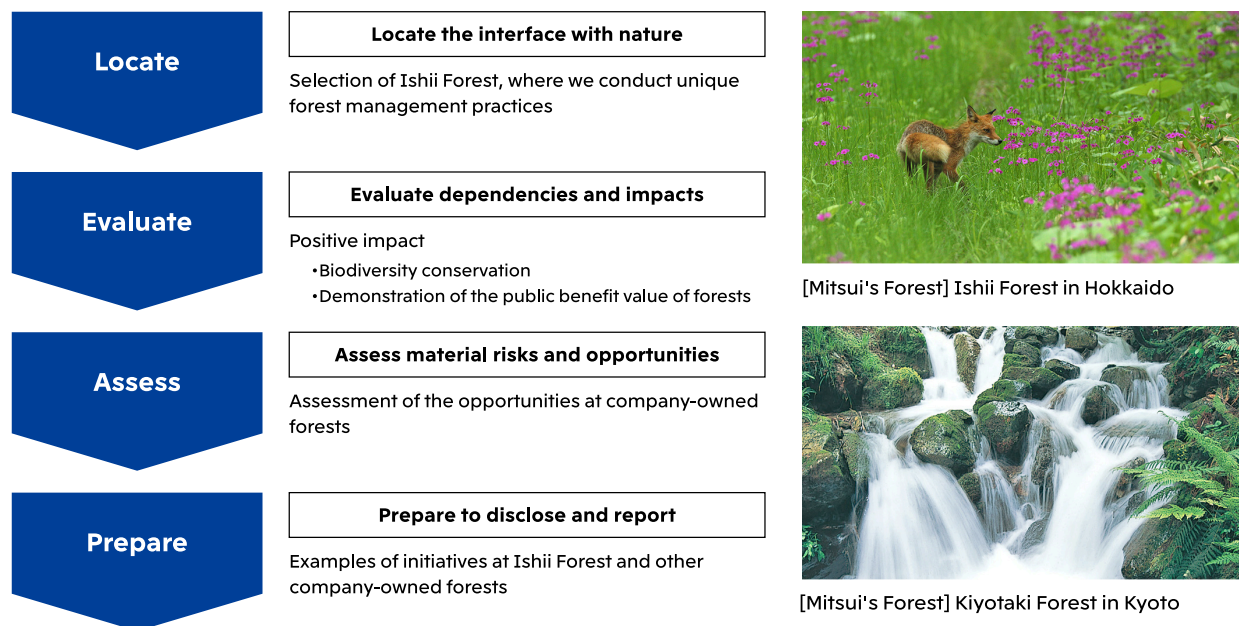 Locate
Locate the interface with nature
Selection of Ishii Forest, where we conduct unique
forest management practices
Evaluate
Evaluate dependencies and impacts
Positive impact
•Biodiversity conservation
•Demonstration of the public benefit value of forests
Assess
Assess material risks and opportunities
Assessment of the opportunities at company-owned
forests
Prepare
Prepare to disclose and report
Examples of initiatives at Ishii Forest and other
company-owned forests
[Mitsui's Forest] Ishii Forest in Hokkaido
[Mitsui's Forest] Kiyotaki Forest in Kyoto